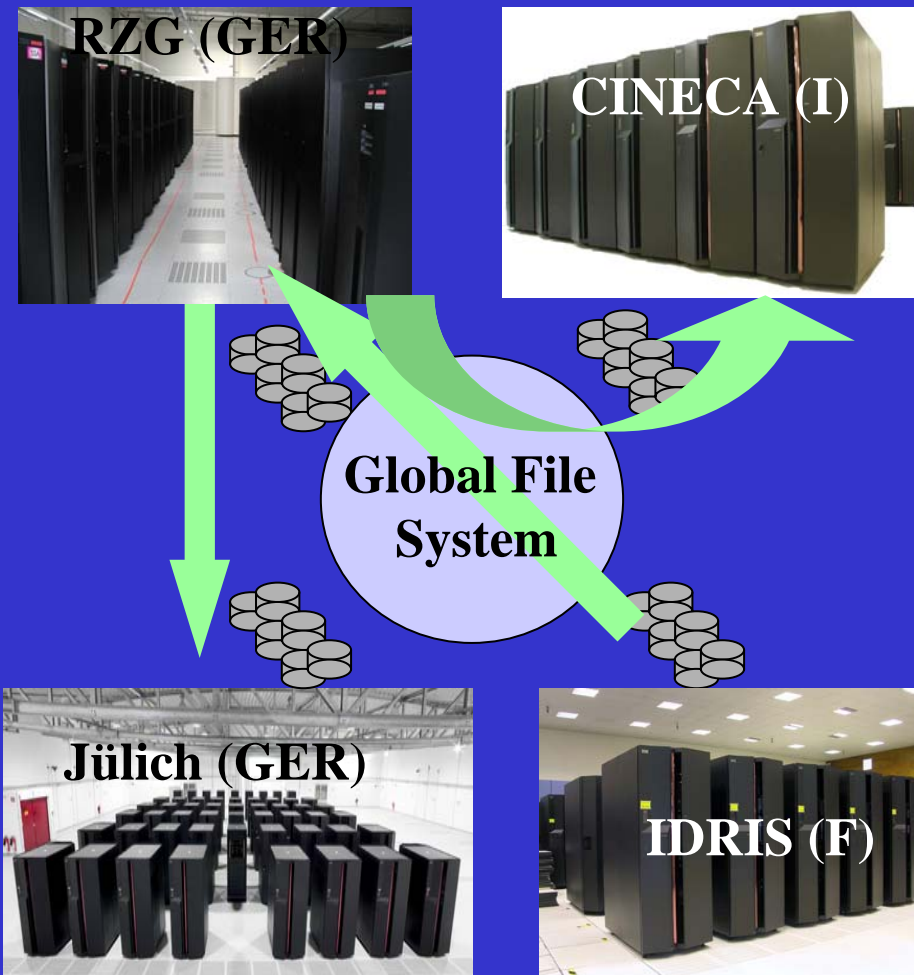 RZG (GER)
CINECA (I)
Global File
System
Jülich (GER)
IDRIS (F)